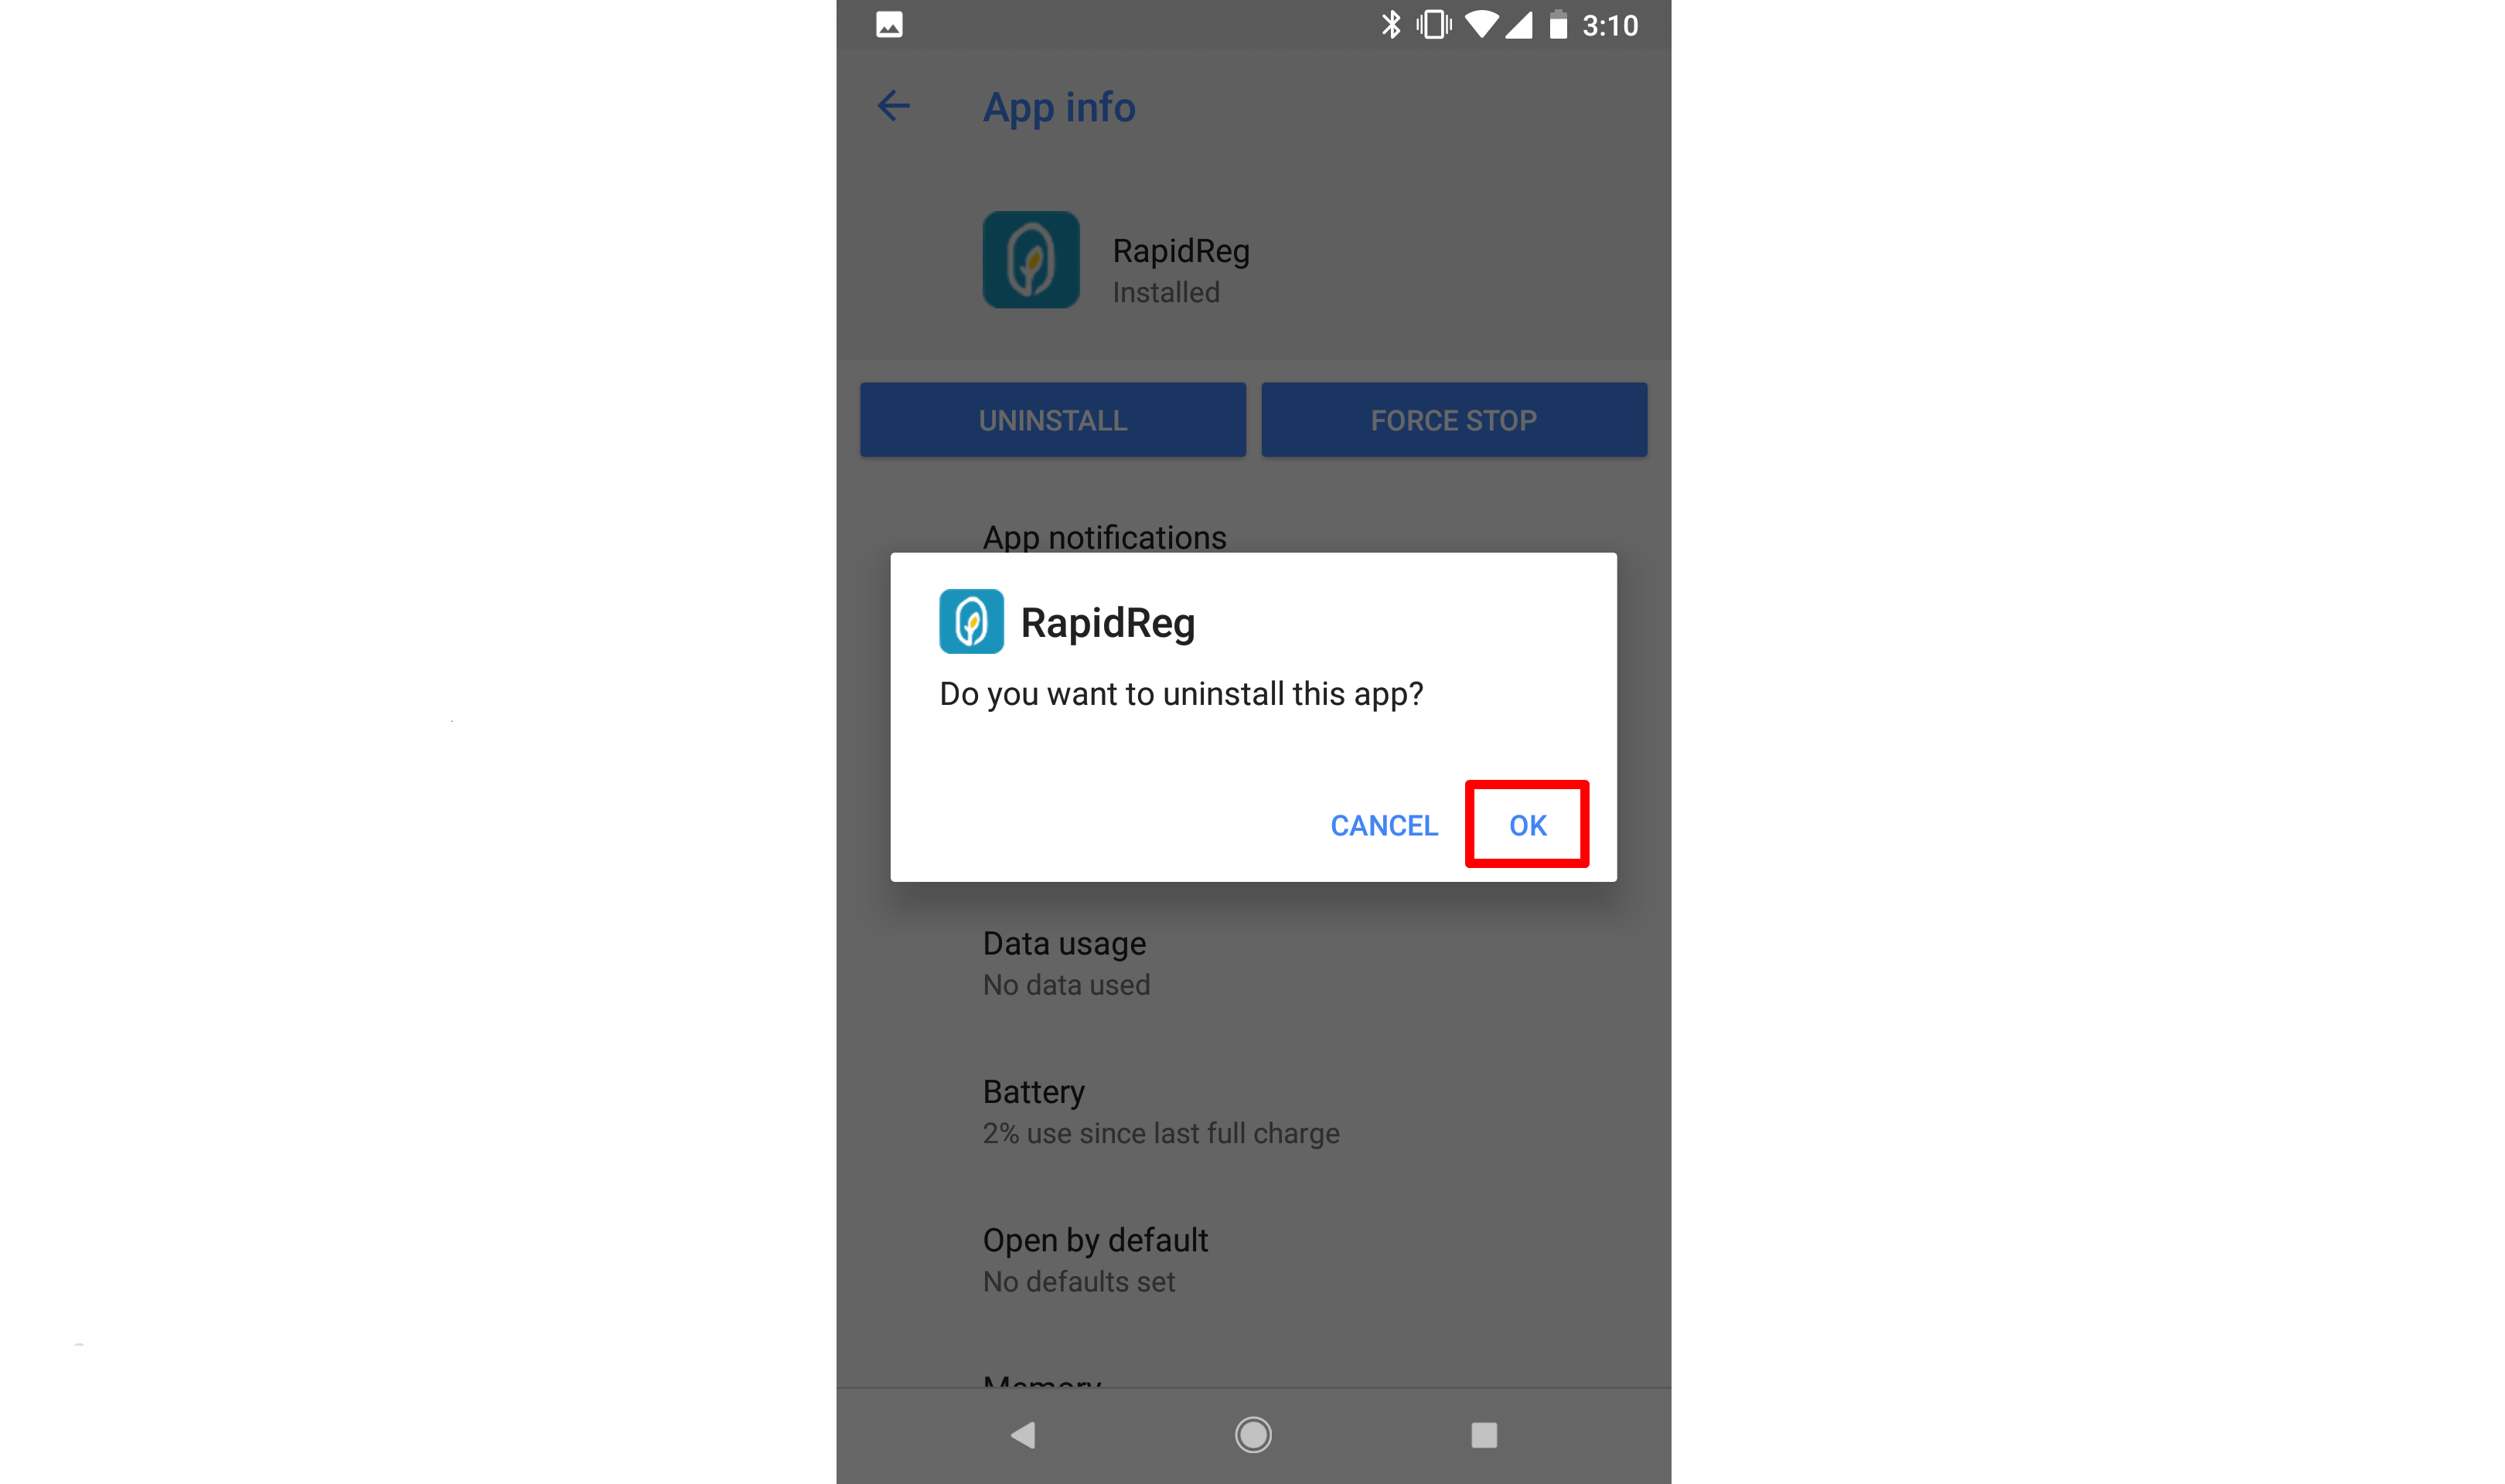 3:10
App info
RapidReg
Installed
UNINSTALL FORCE STOP
App notifications
RapidReg
Do you want to uninstall this app?
CANCEL OK
Data usage
No data used
Battery
2% use since last full charge
Open by default
No defaults set
Memory